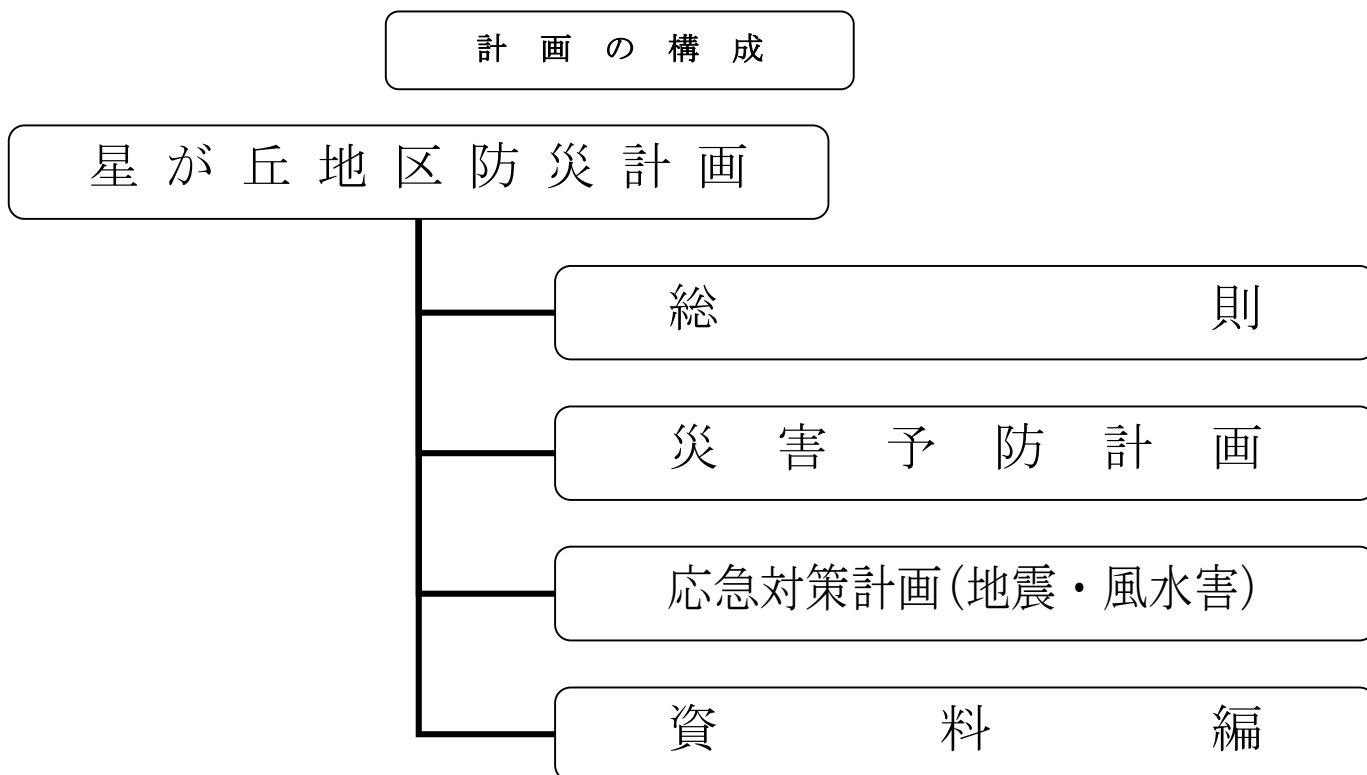 計画の構成
星が丘地区防災計画
総則
災害予防計画
応急対策計画(地震・風水害)
資料編